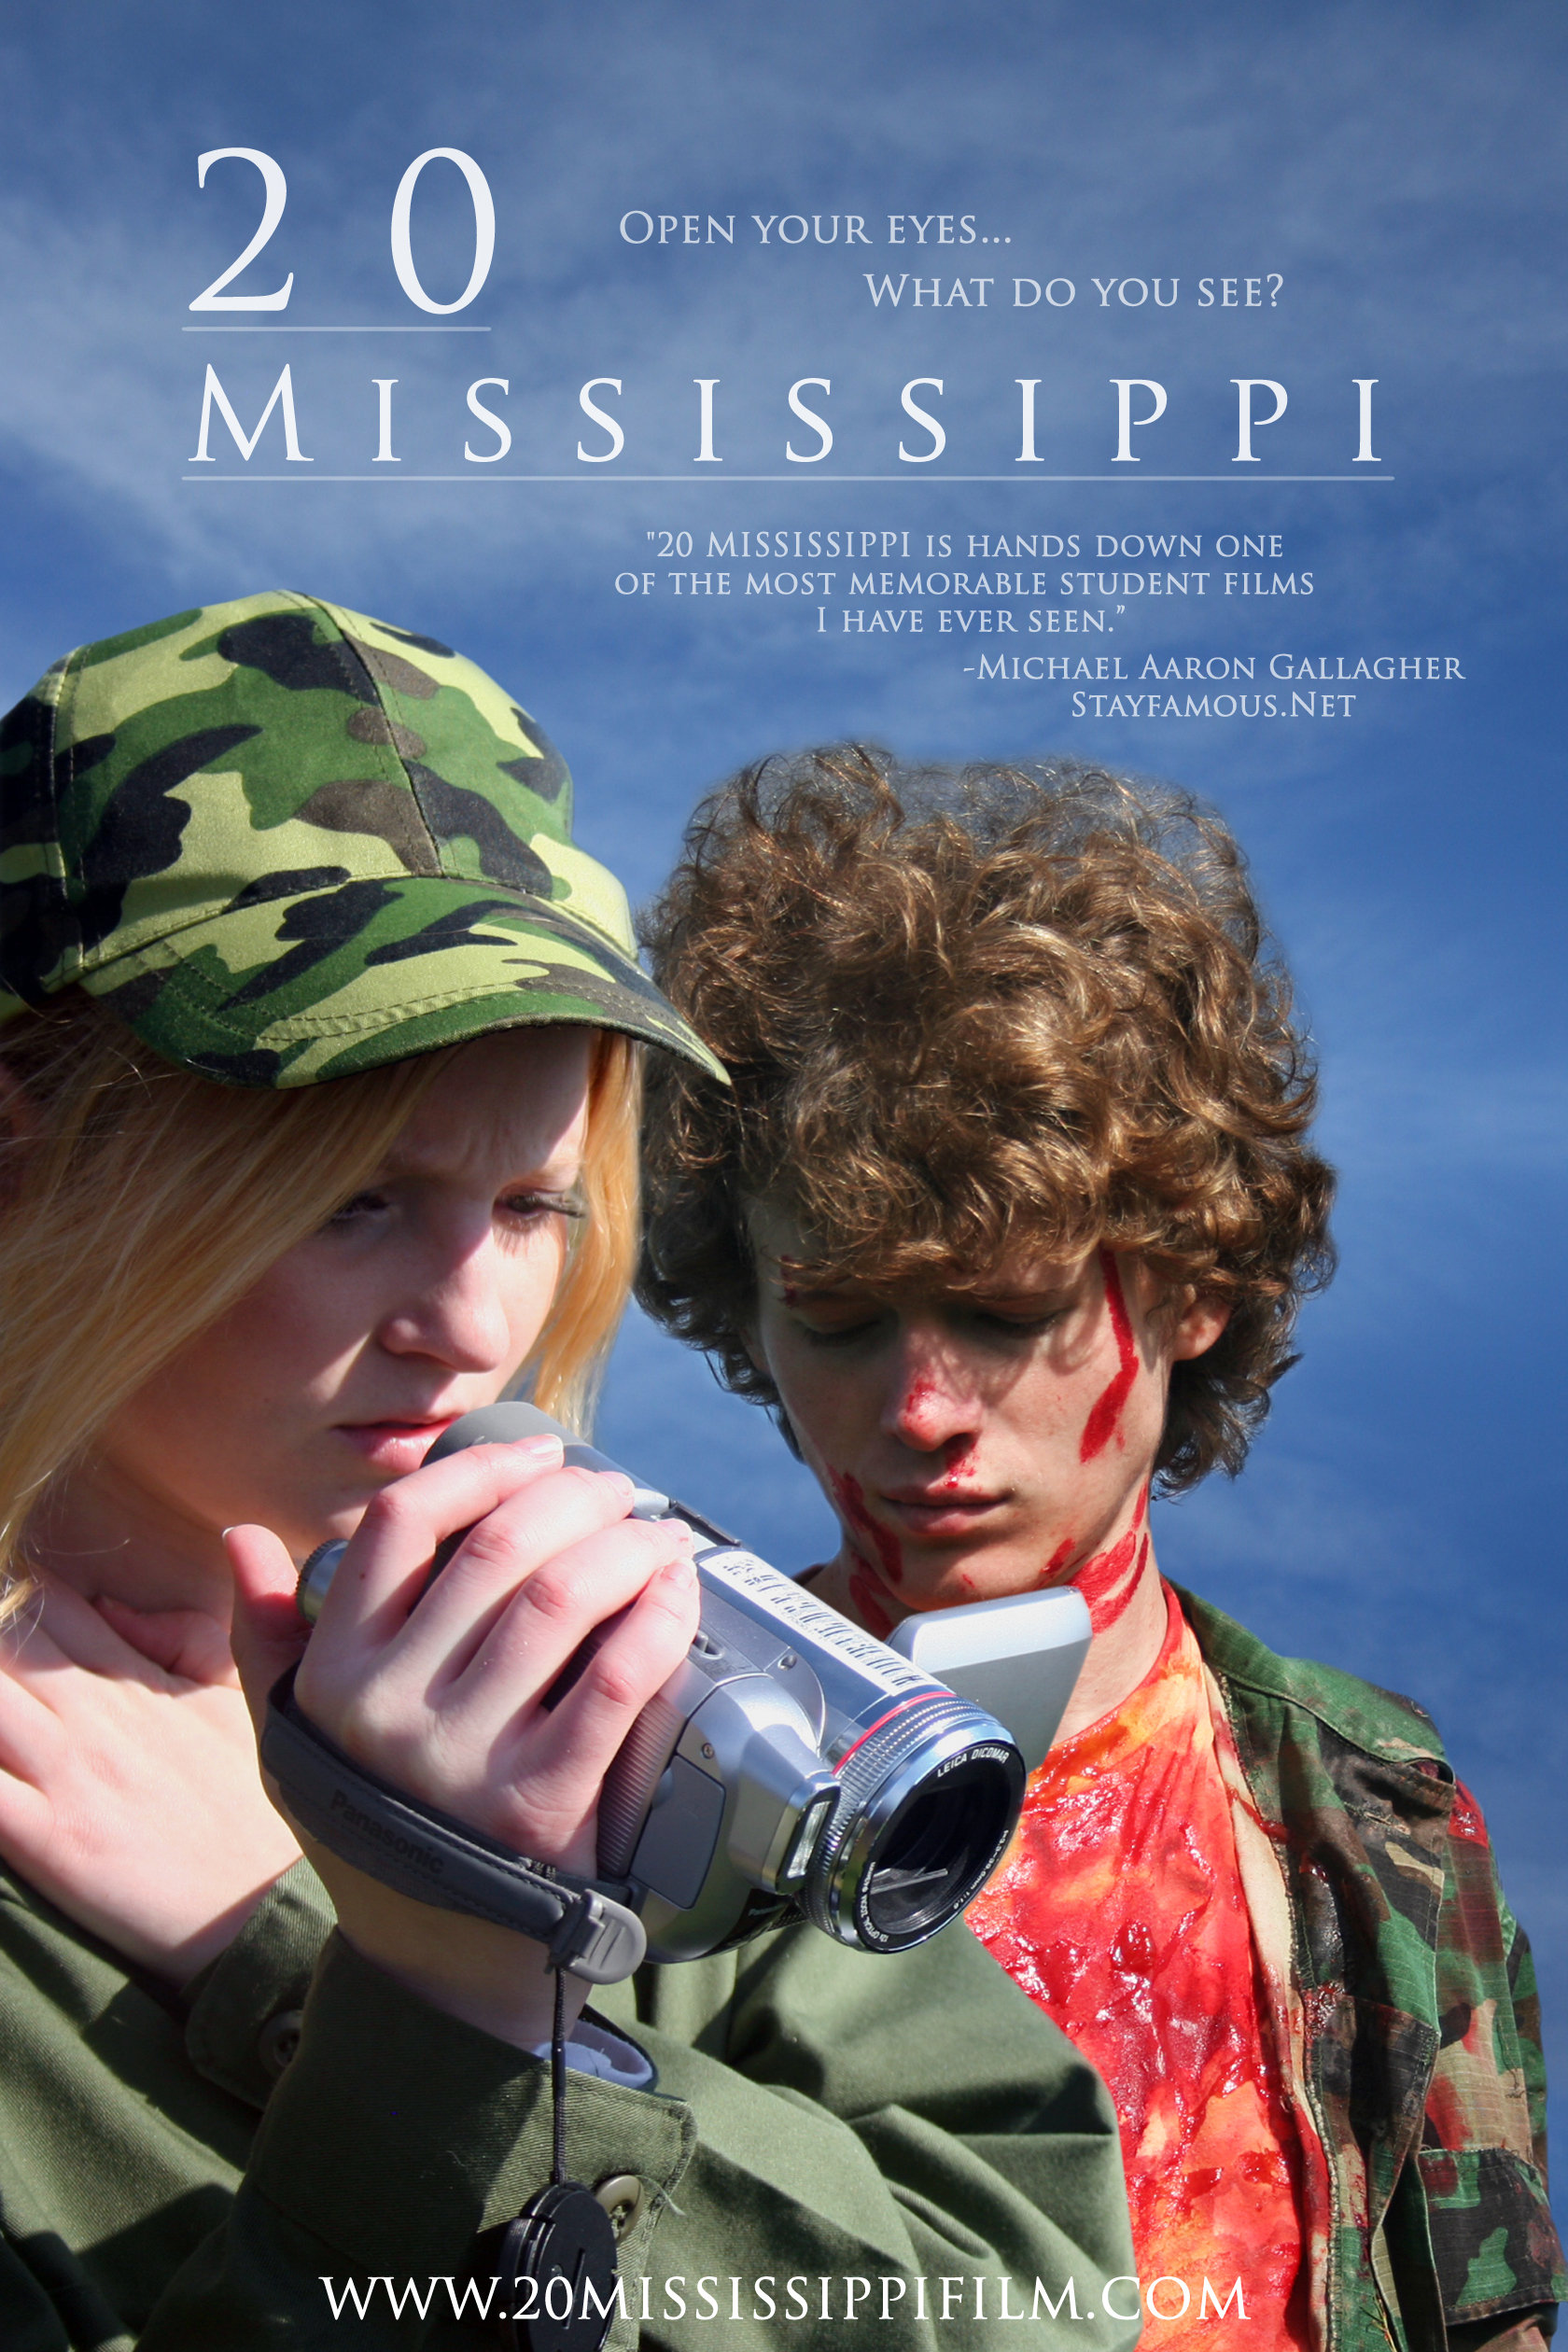 20
Open your eyes...
What do you see?
Mississippi
"20 MISSISSIPPI is hands down one
of the most memorable student films
I have ever seen.”
-Michael Aaron Gallagher
Stayfamous.Net
LEICA DICOMAR
Panasonic
www.20mississippifilm.com